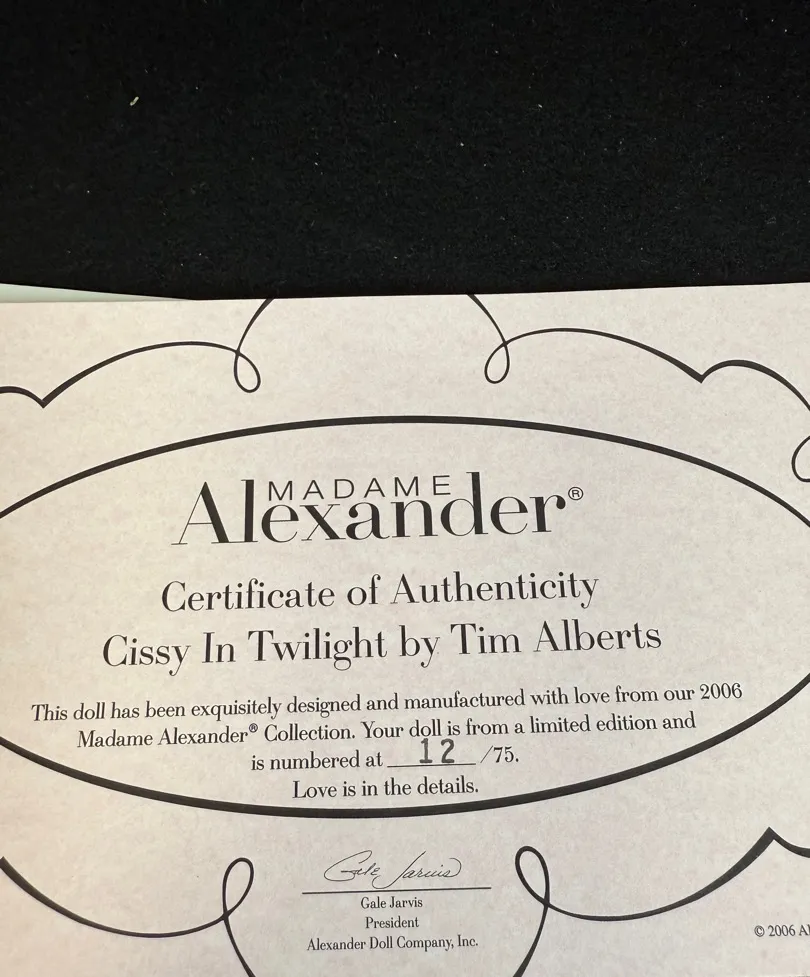 MADAME
Alexander®
Certificate of Authenticity
Cissy In Twilight by Tim Alberts
This doll has been exquisitely designed and manufactured with love from our 2006
Madame Alexander® Collection. Your doll is from a limited edition and
is numbered at 12 /75.
Love is in the details.
Gale Jarvis
Gale Jarvis
President
Alexander Doll Company, Inc.
© 2006